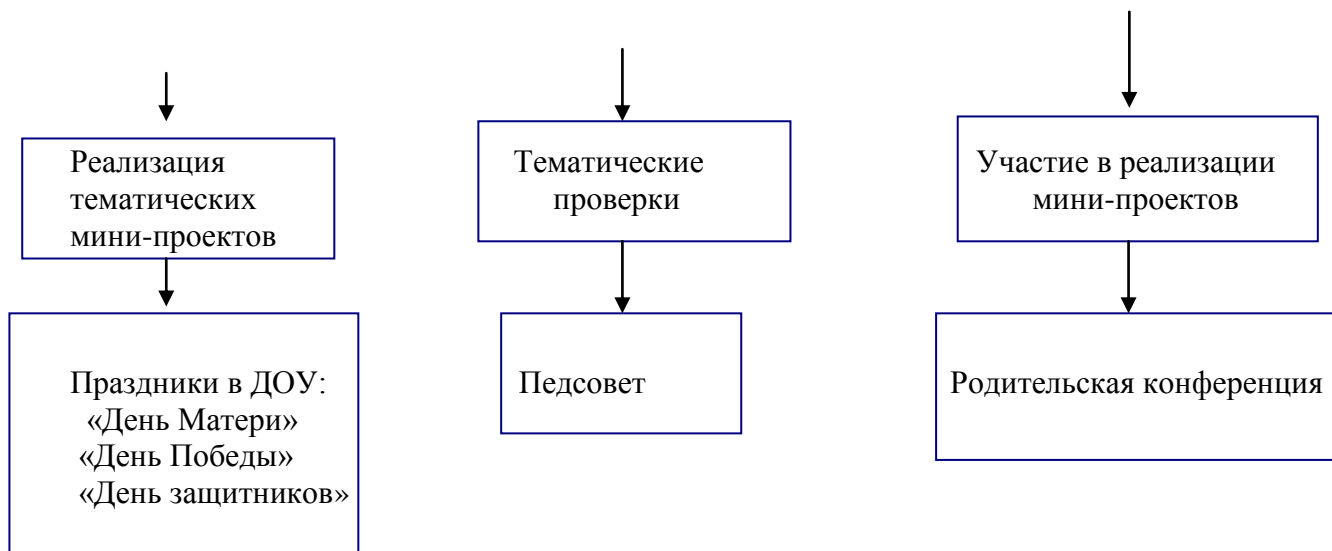 Реализация
тематических
мини-проектов
Тематические
проверки
Участие в реализации
мини-проектов
Праздники в ДОУ:
«День Матери»
«День Победы»
«День защитников»
Педсовет
Родительская конференция